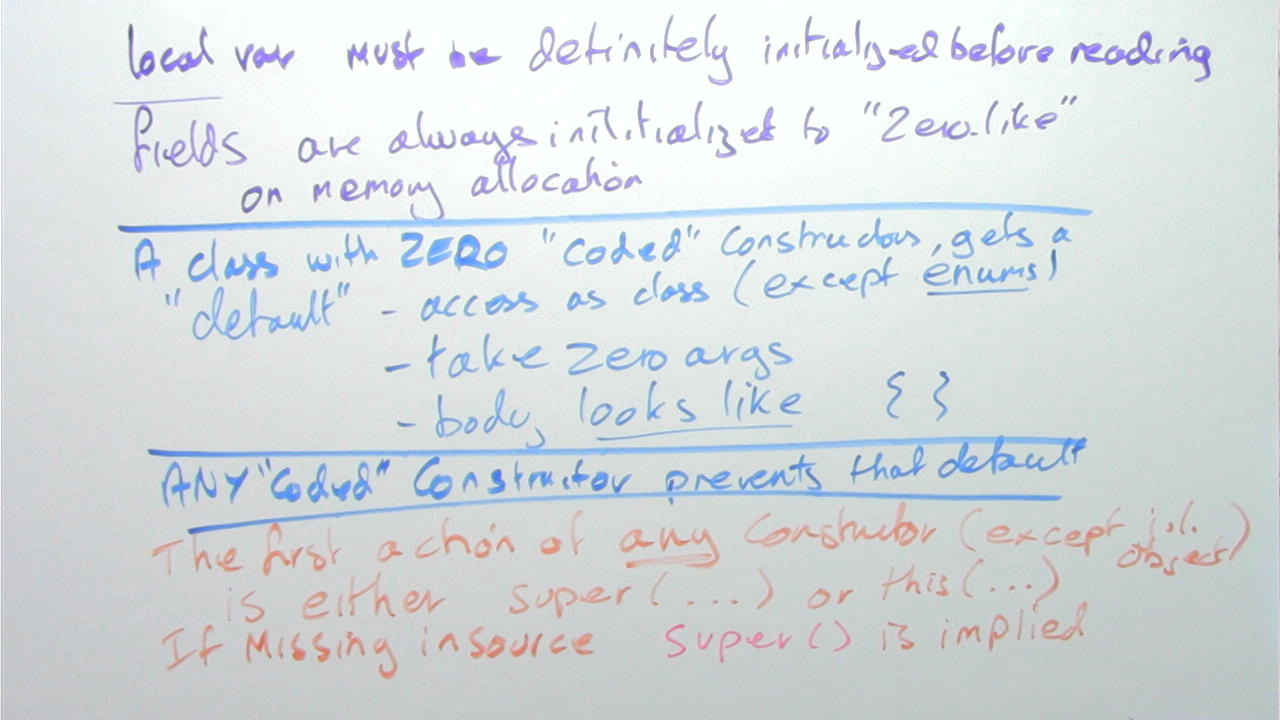 local var must be definitely initialized before reading
fields are always initilitialized to "Zero.like"
on memory allocation
A class with ZERO "coded" constructors, gets a
"default" - access as class (except enums)
- take zero args
- body looks like { }
ANY "Coded" Constructor prevents that default
The first action of any constructor (except j.l.
object)
is either super(...) or this(...)
If Missing in source super() is implied